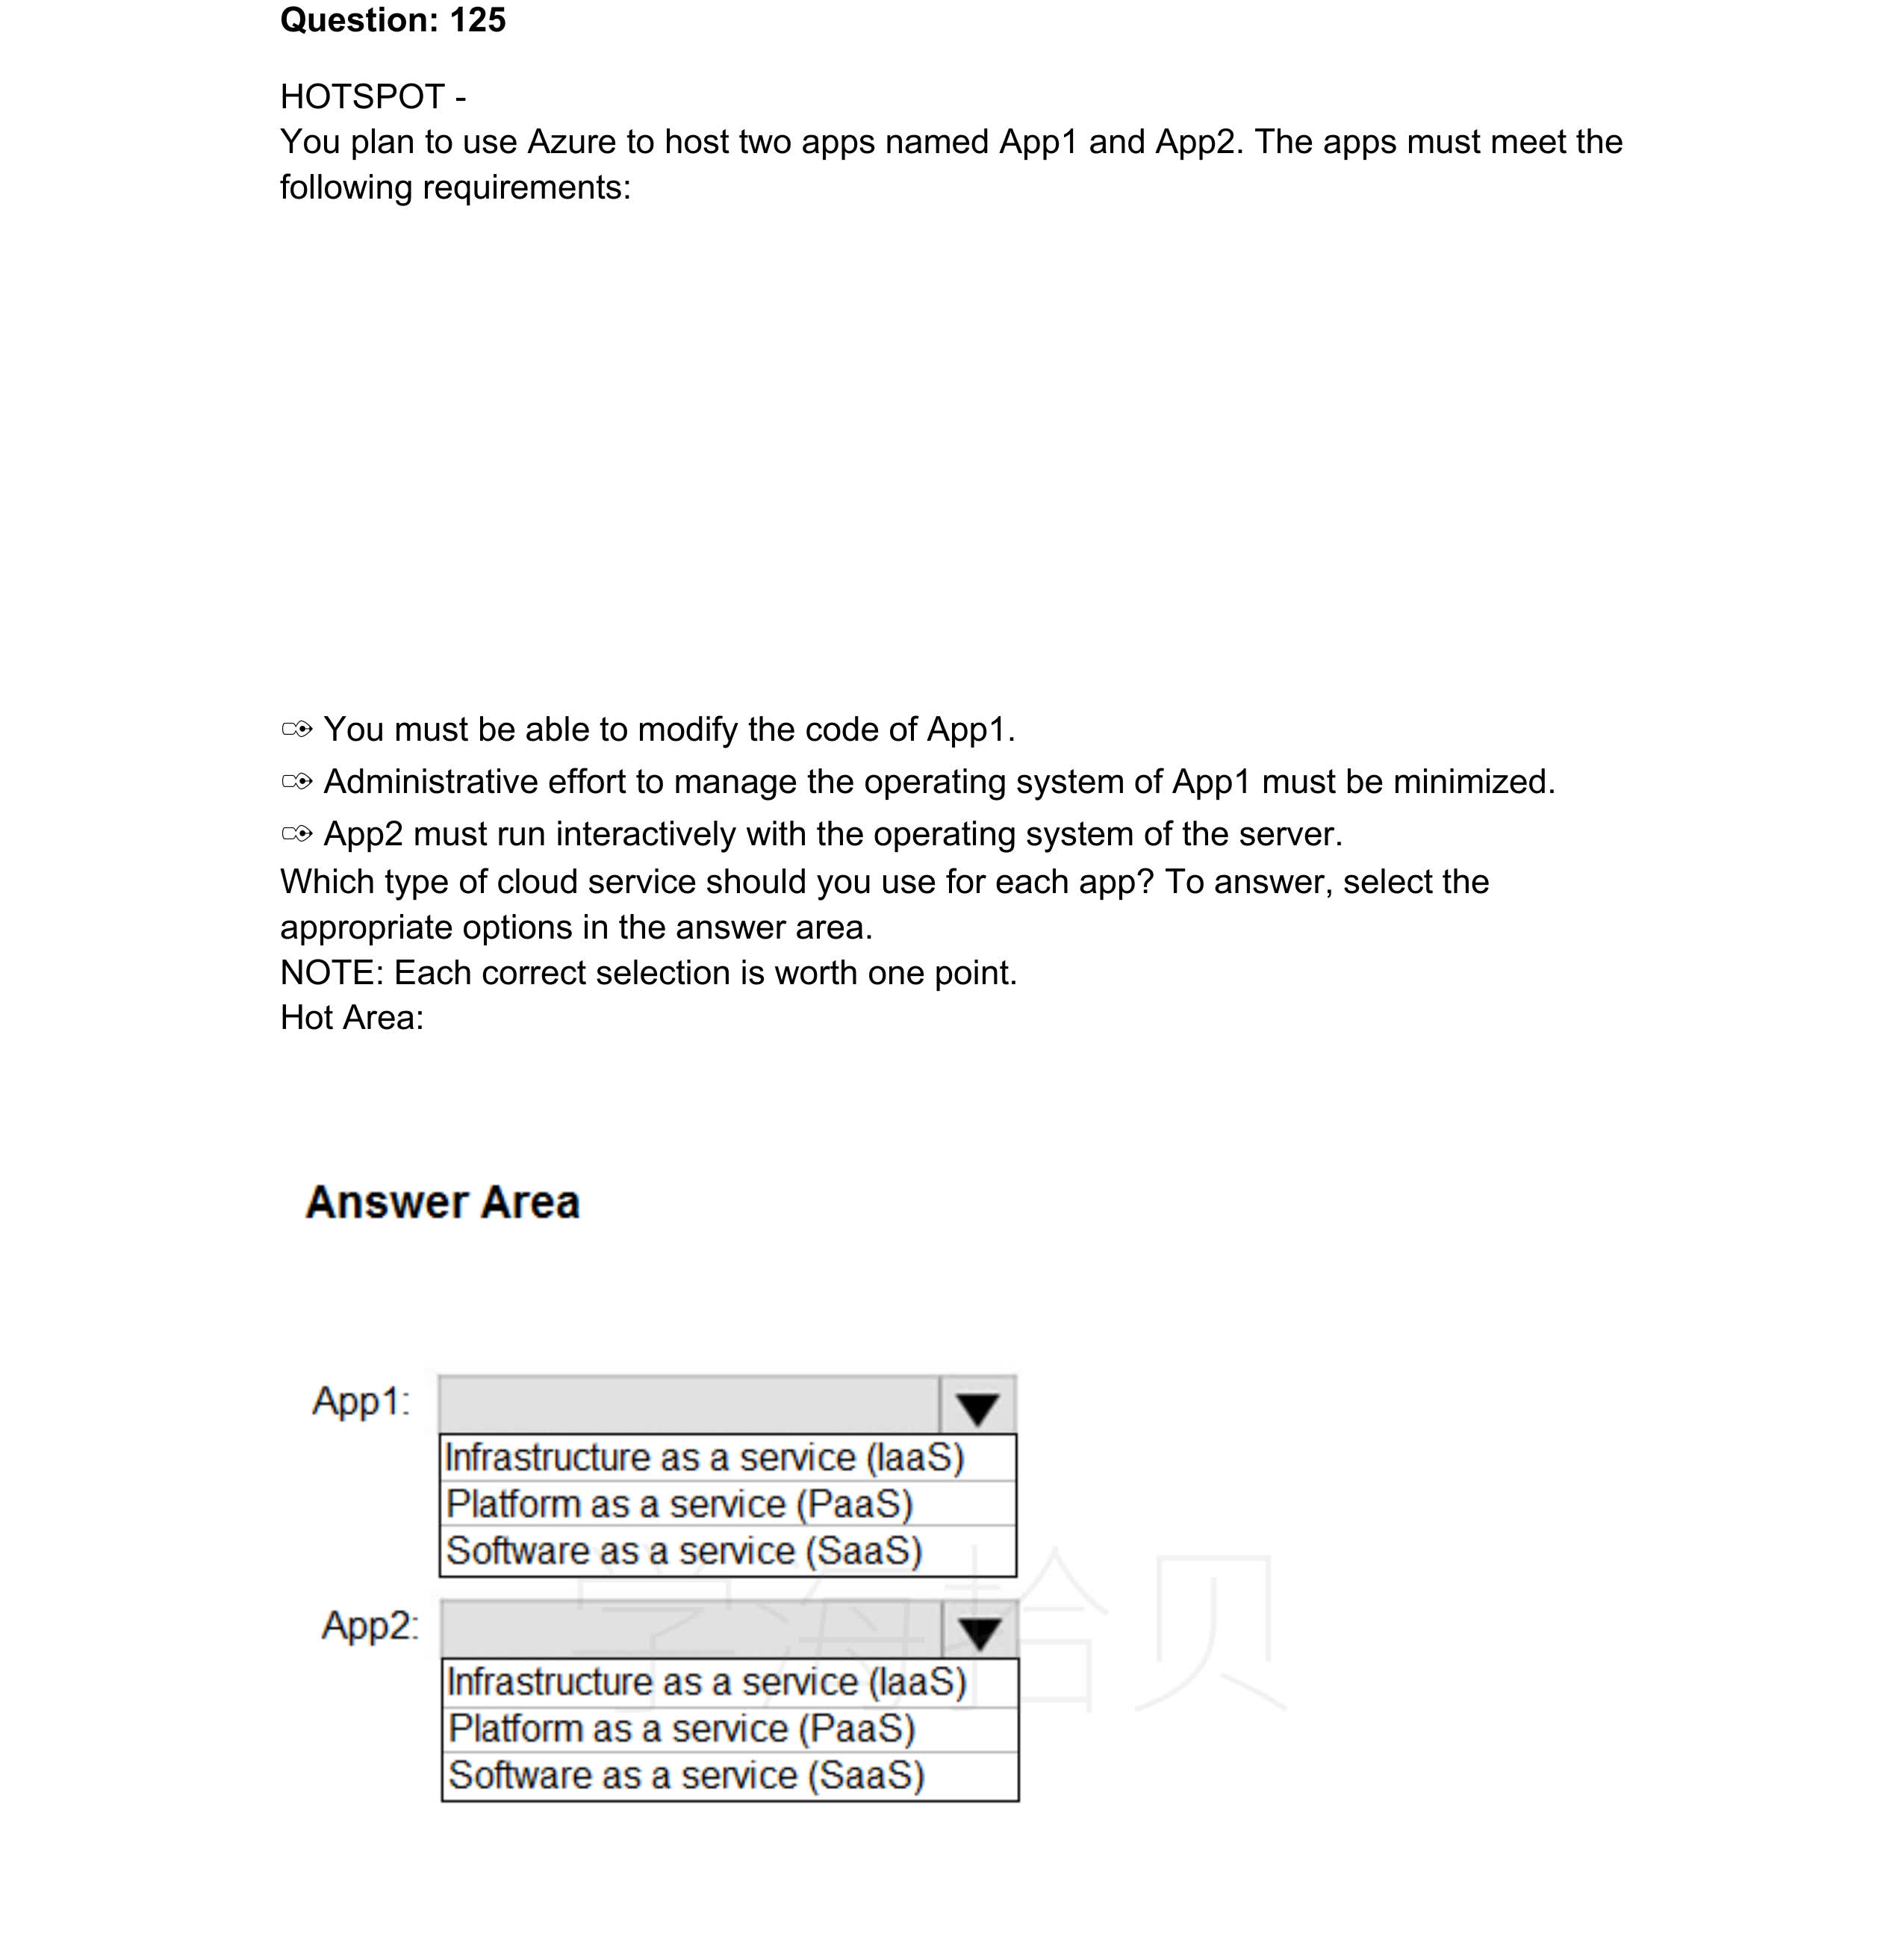 Question: 125
HOTSPOT -
You plan to use Azure to host two apps named App1 and App2. The apps must meet the
following requirements:
You must be able to modify the code of App1.
Administrative effort to manage the operating system of App1 must be minimized.
App2 must run interactively with the operating system of the server.
Which type of cloud service should you use for each app? To answer, select the
appropriate options in the answer area.
NOTE: Each correct selection is worth one point.
Hot Area:
Answer Area
App1:
Infrastructure as a service (IaaS)
Platform as a service (PaaS)
Software as a service (SaaS)
App2:
Infrastructure as a service (IaaS)
Platform as a service (PaaS)
Software as a service (SaaS)
学海拾贝